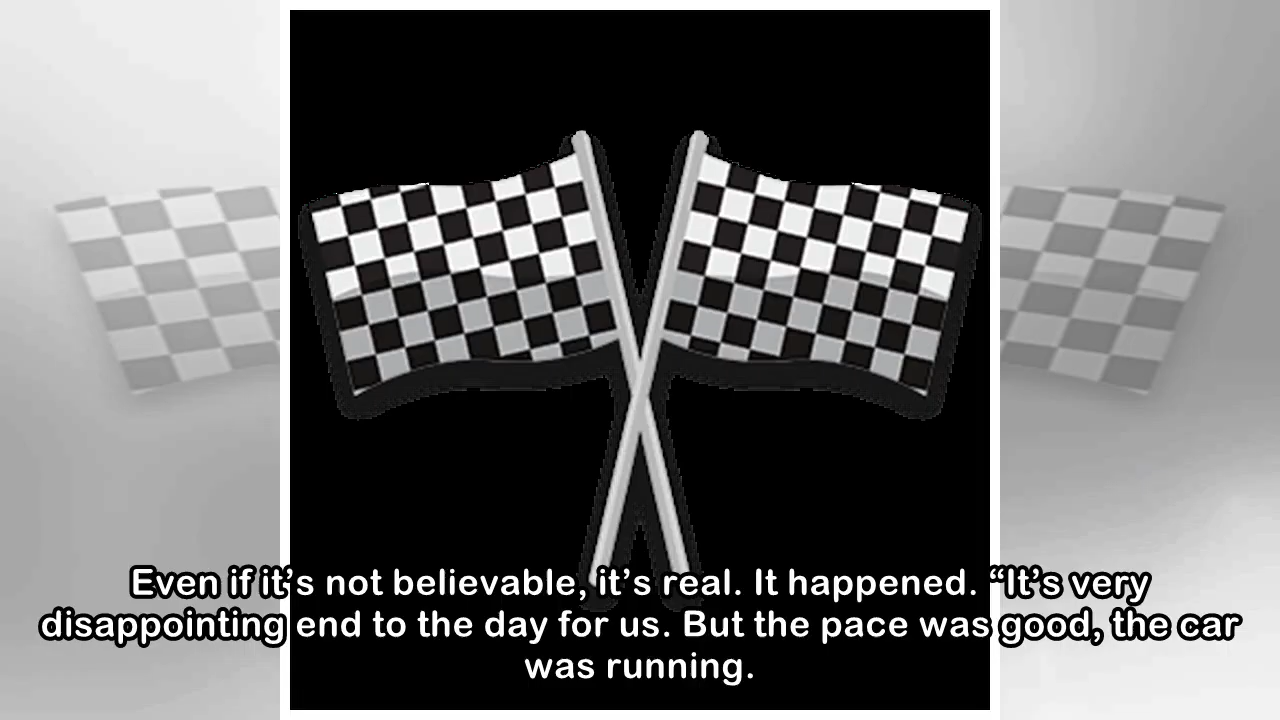 Even if it’s not believable, it’s real. It happened. “It’s very
disappointing end to the day for us. But the pace was good, the car
was running.